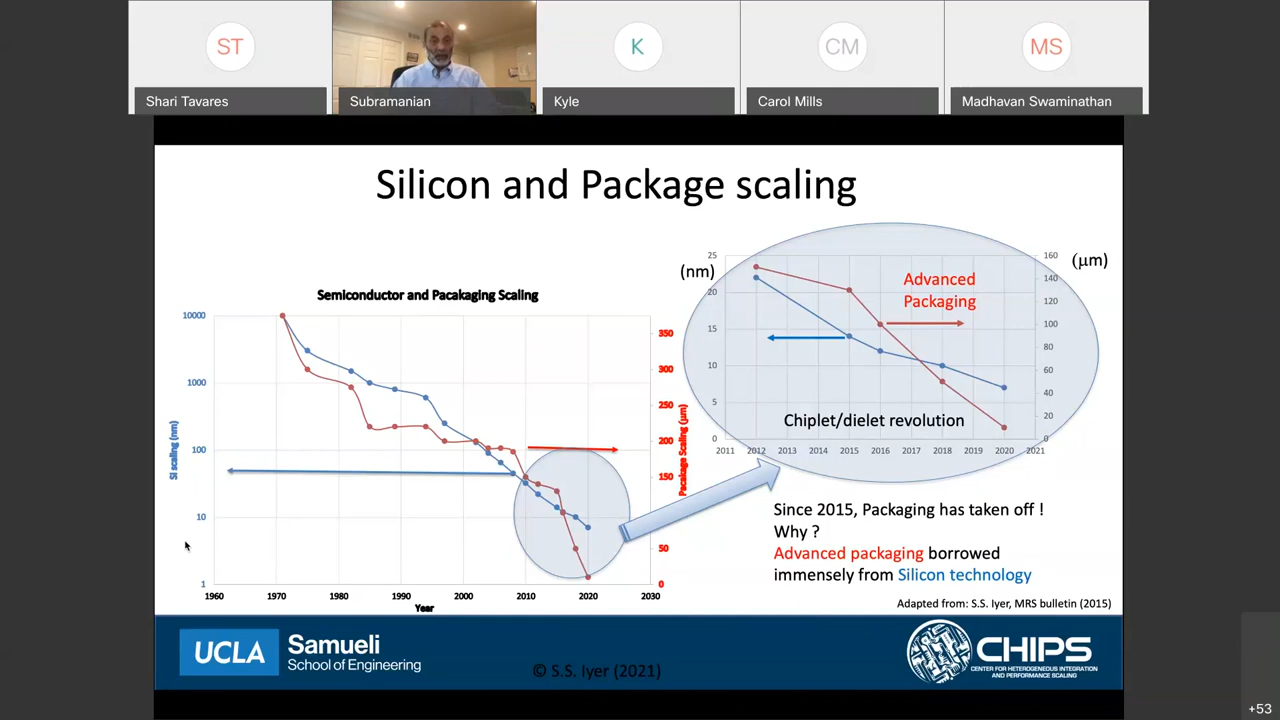 ST
K
CM
MS
Shari Tavares
Subramanian
Kyle
Carol Mills
Madhavan Swaminathan
Silicon and Package scaling
Semiconductor and Pacakaging Scaling
10000
1000
100
10
1
Si scaling (nm)
350
300
250
200
150
50
0
Pacakage Scaling (μm)
1960 1970 1980 1990 2000 2010 2020 2030
Year
(nm)
25
20
15
10
5
0
(μm)
160
140
120
100
80
60
40
20
0
Advanced
Packaging
Chiplet/dielet revolution
2011 2012 2013 2014 2015 2016 2017 2018 2019 2020 2021
Since 2015, Packaging has taken off !
Why ?
Advanced packaging borrowed
immensely from Silicon technology
Adapted from: S.S. Iyer, MRS bulletin (2015)
UCLA
Samueli
School of Engineering
© S.S. Iyer (2021)
CHIPS
CENTER FOR HETEROGENEOUS INTEGRATION
AND PERFORMANCE SCALING
+53